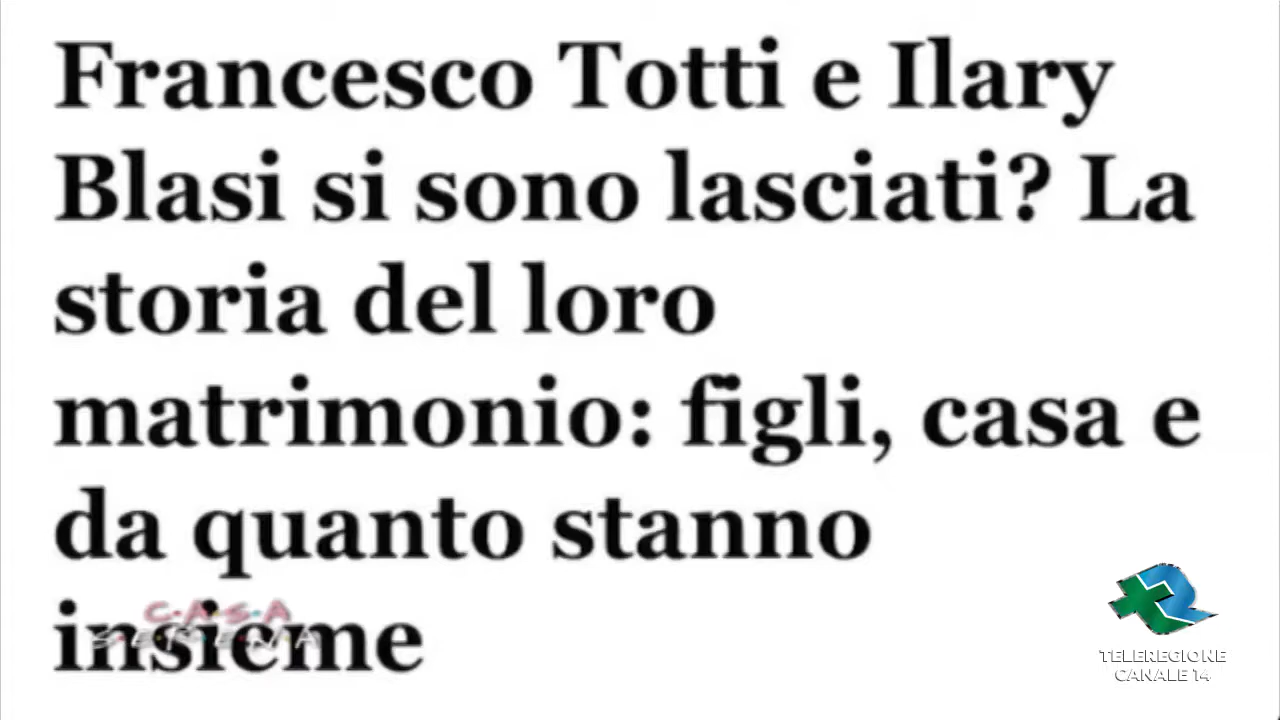 Francesco Totti e Ilary
Blasi si sono lasciati? La
storia del loro
matrimonio: figli, casa e
da quanto stanno
insieme
C·A·S·A
SERENA
TELEREGIONE
CANALE 14